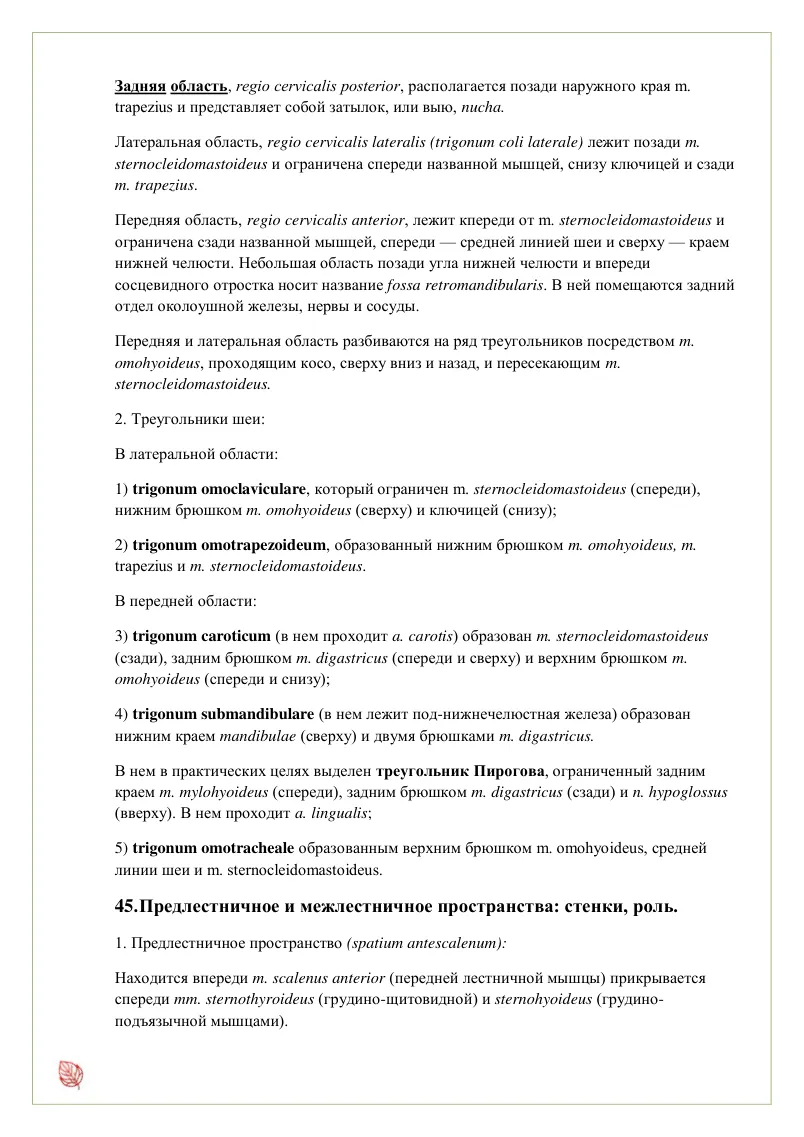 Задняя область, regio cervicalis posterior, располагается позади наружного края m.
trapezius и представляет собой затылок, или выю, nucha.
Латеральная область, regio cervicalis lateralis (trigonum coli laterale) лежит позади m.
sternocleidomastoideus и ограничена спереди названной мышцей, снизу ключицей и сзади
m. trapezius.
Передняя область, regio cervicalis anterior, лежит кпереди от m. sternocleidomastoideus и
ограничена сзади названной мышцей, спереди — средней линией шеи и сверху — краем
нижней челюсти. Небольшая область позади угла нижней челюсти и впереди
сосцевидного отростка носит название fossa retromandibularis. В ней помещаются задний
отдел околоушной железы, нервы и сосуды.
Передняя и латеральная область разбиваются на ряд треугольников посредством m.
omohyoideus, проходящим косо, сверху вниз и назад, и пересекающим m.
sternocleidomastoideus.
2. Треугольники шеи:
В латеральной области:
1) trigonum omoclaviculare, который ограничен m. sternocleidomastoideus (спереди),
нижним брюшком m. omohyoideus (сверху) и ключицей (снизу);
2) trigonum omotrapezoideum, образованный нижним брюшком m. omohyoideus, m.
trapezius и m. sternocleidomastoideus.
В передней области:
3) trigonum caroticum (в нем проходит a. carotis) образован m. sternocleidomastoideus
(сзади), задним брюшком m. digastricus (спереди и сверху) и верхним брюшком m.
omohyoideus (спереди и снизу);
4) trigonum submandibulare (в нем лежит под-нижнечелюстная железа) образован
нижним краем mandibulae (сверху) и двумя брюшками m. digastricus.
В нем в практических целях выделен треугольник Пирогова, ограниченный задним
краем m. mylohyoideus (спереди), задним брюшком m. digastricus (сзади) и n. hypoglossus
(вверху). В нем проходит a. lingualis;
5) trigonum omotracheale образованным верхним брюшком m. omohyoideus, средней
линии шеи и m. sternocleidomastoideus.
45.Предлестничное и межлестничное пространства: стенки, роль.
1. Предлестничное пространство (spatium antescalenum):
Находится впереди m. scalenus anterior (передней лестничной мышцы) прикрывается
спереди mm. sternothyroideus (грудино-щитовидной) и sternohyoideus (грудино-
подъязычной мышцами).